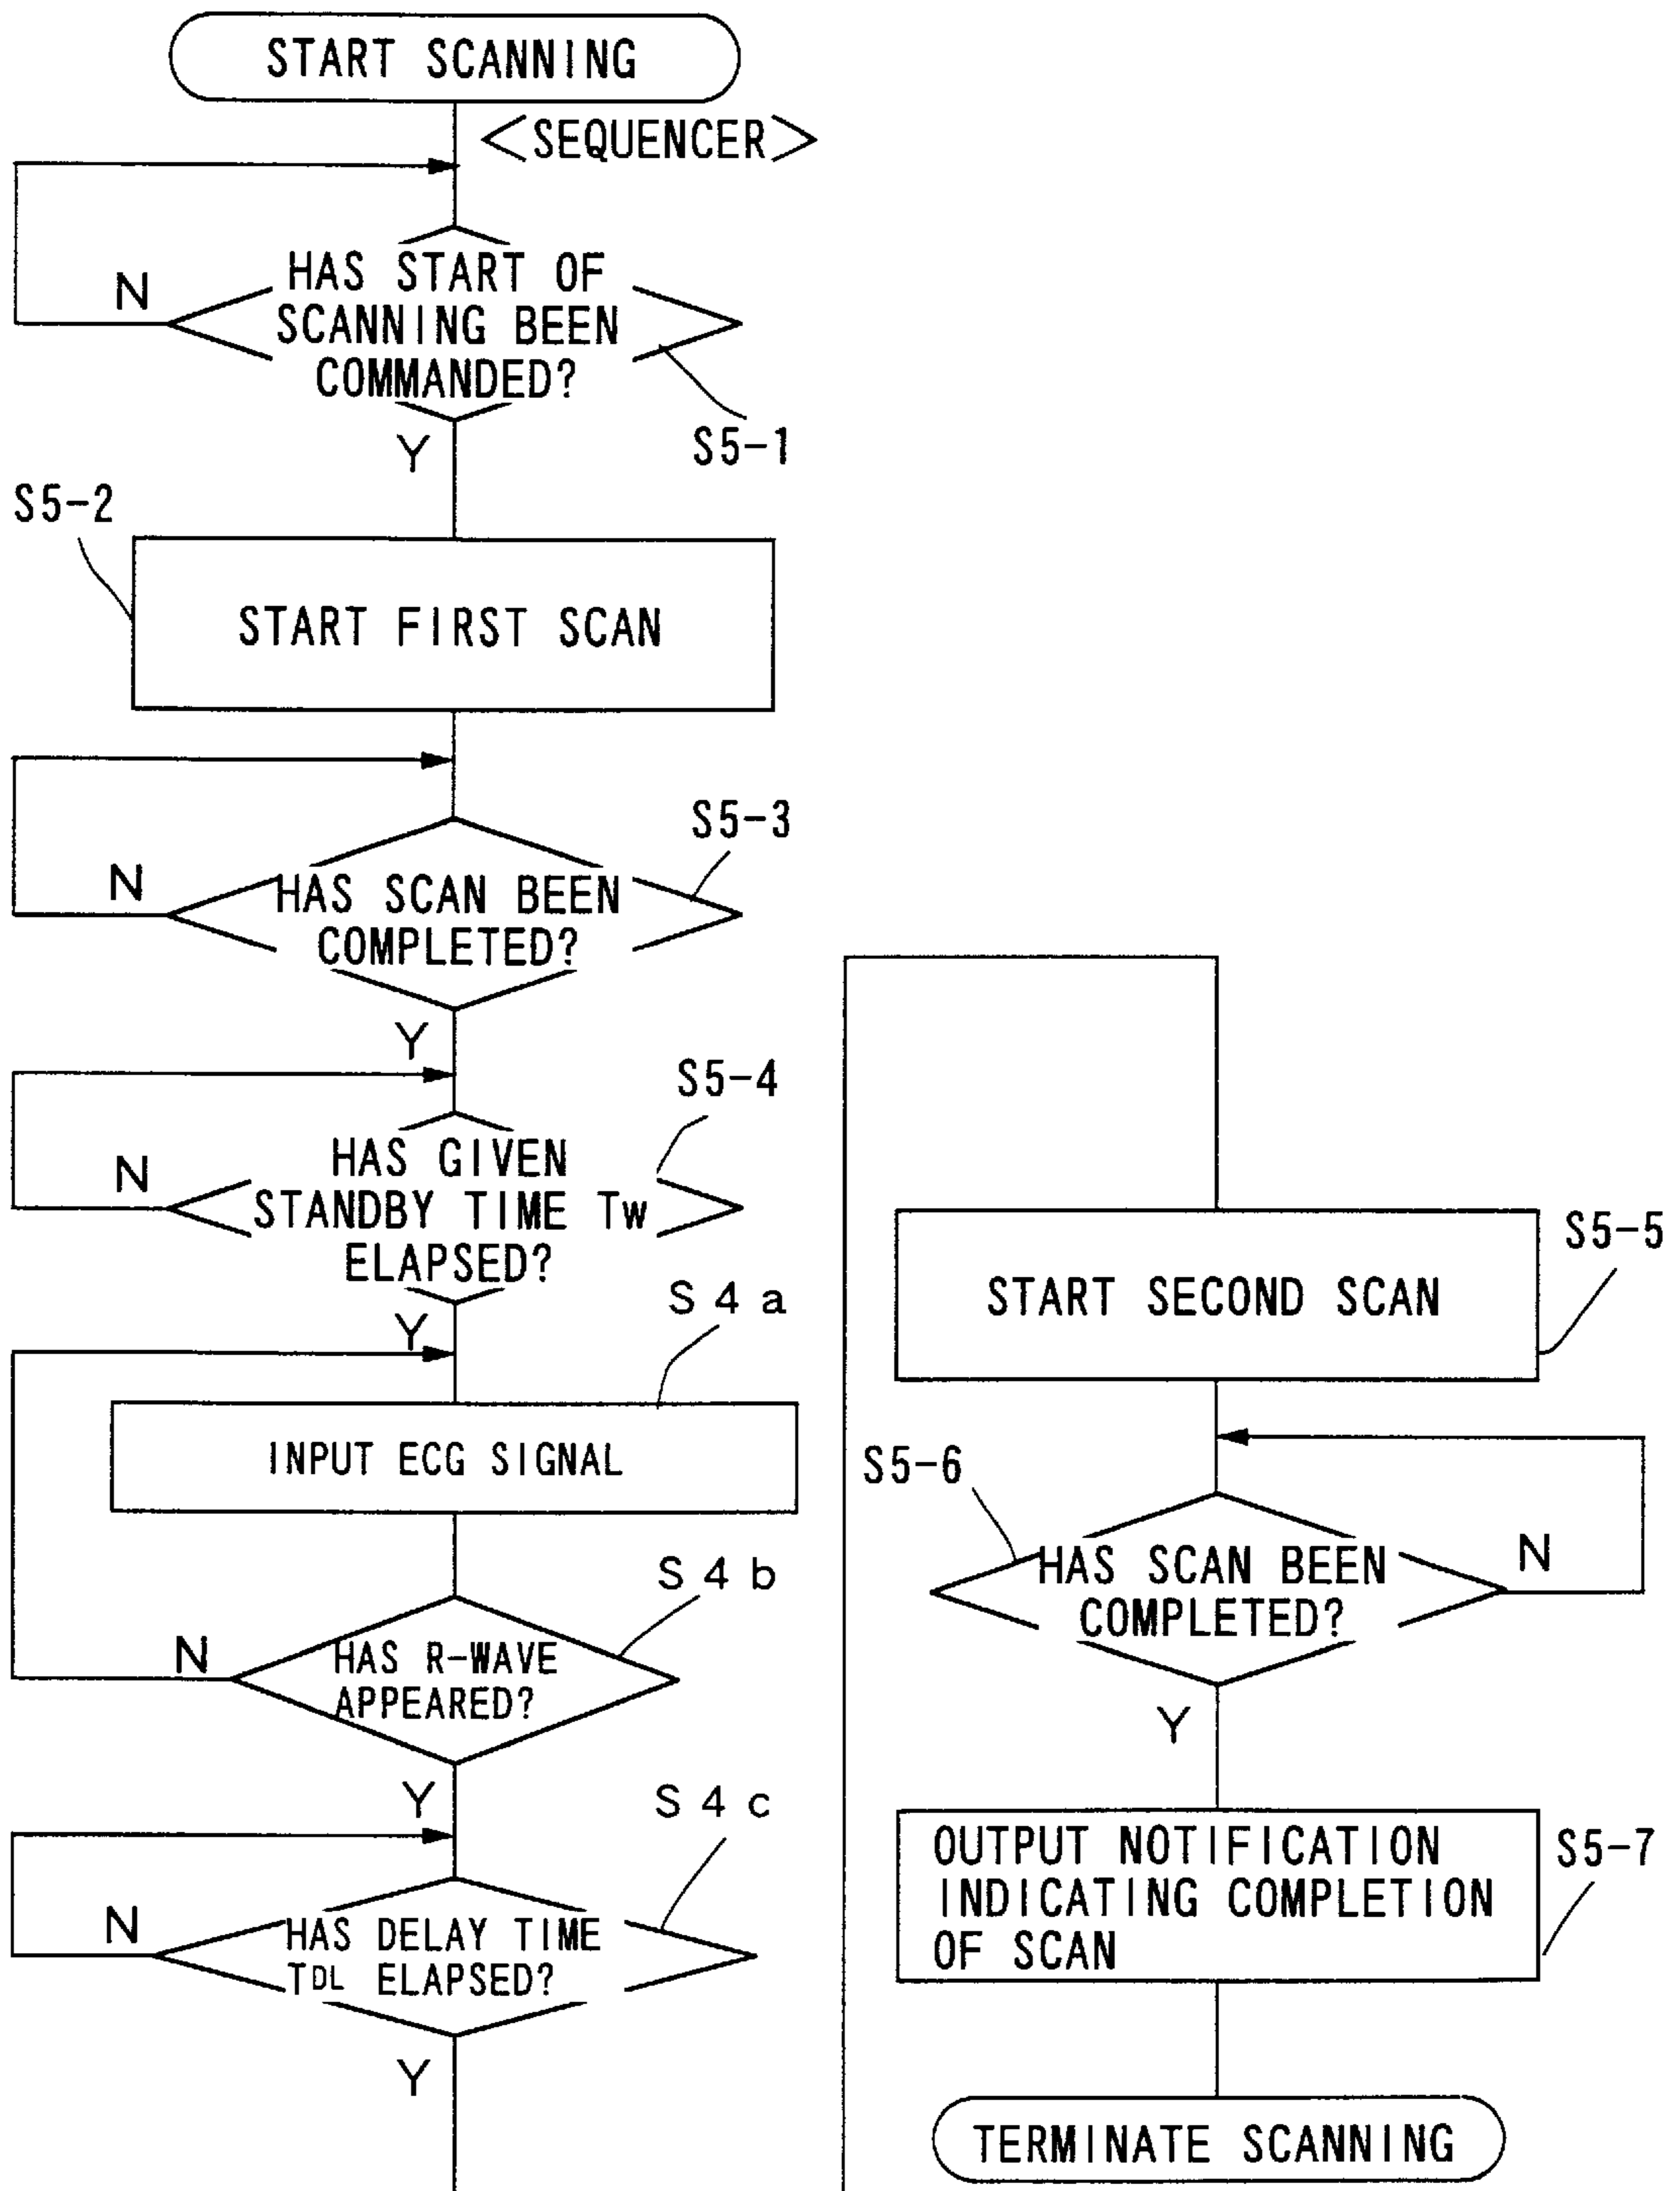 START SCANNING
<SEQUENCER>
HAS START OF
SCANNING BEEN
COMMANDED?
N
S5-1
Y
S5-2
START FIRST SCAN
S5-3
N
HAS SCAN BEEN
COMPLETED?
Y
S5-4
N
HAS GIVEN
STANDBY TIME Tw
ELAPSED?
Y
S4a
INPUT ECG SIGNAL
S4b
N
HAS R-WAVE
APPEARED?
Y
S4c
N
HAS DELAY TIME
TDL ELAPSED?
Y
S5-5
START SECOND SCAN
S5-6
HAS SCAN BEEN
COMPLETED?
N
Y
OUTPUT NOTIFICATION
INDICATING COMPLETION
OF SCAN
S5-7
TERMINATE SCANNING